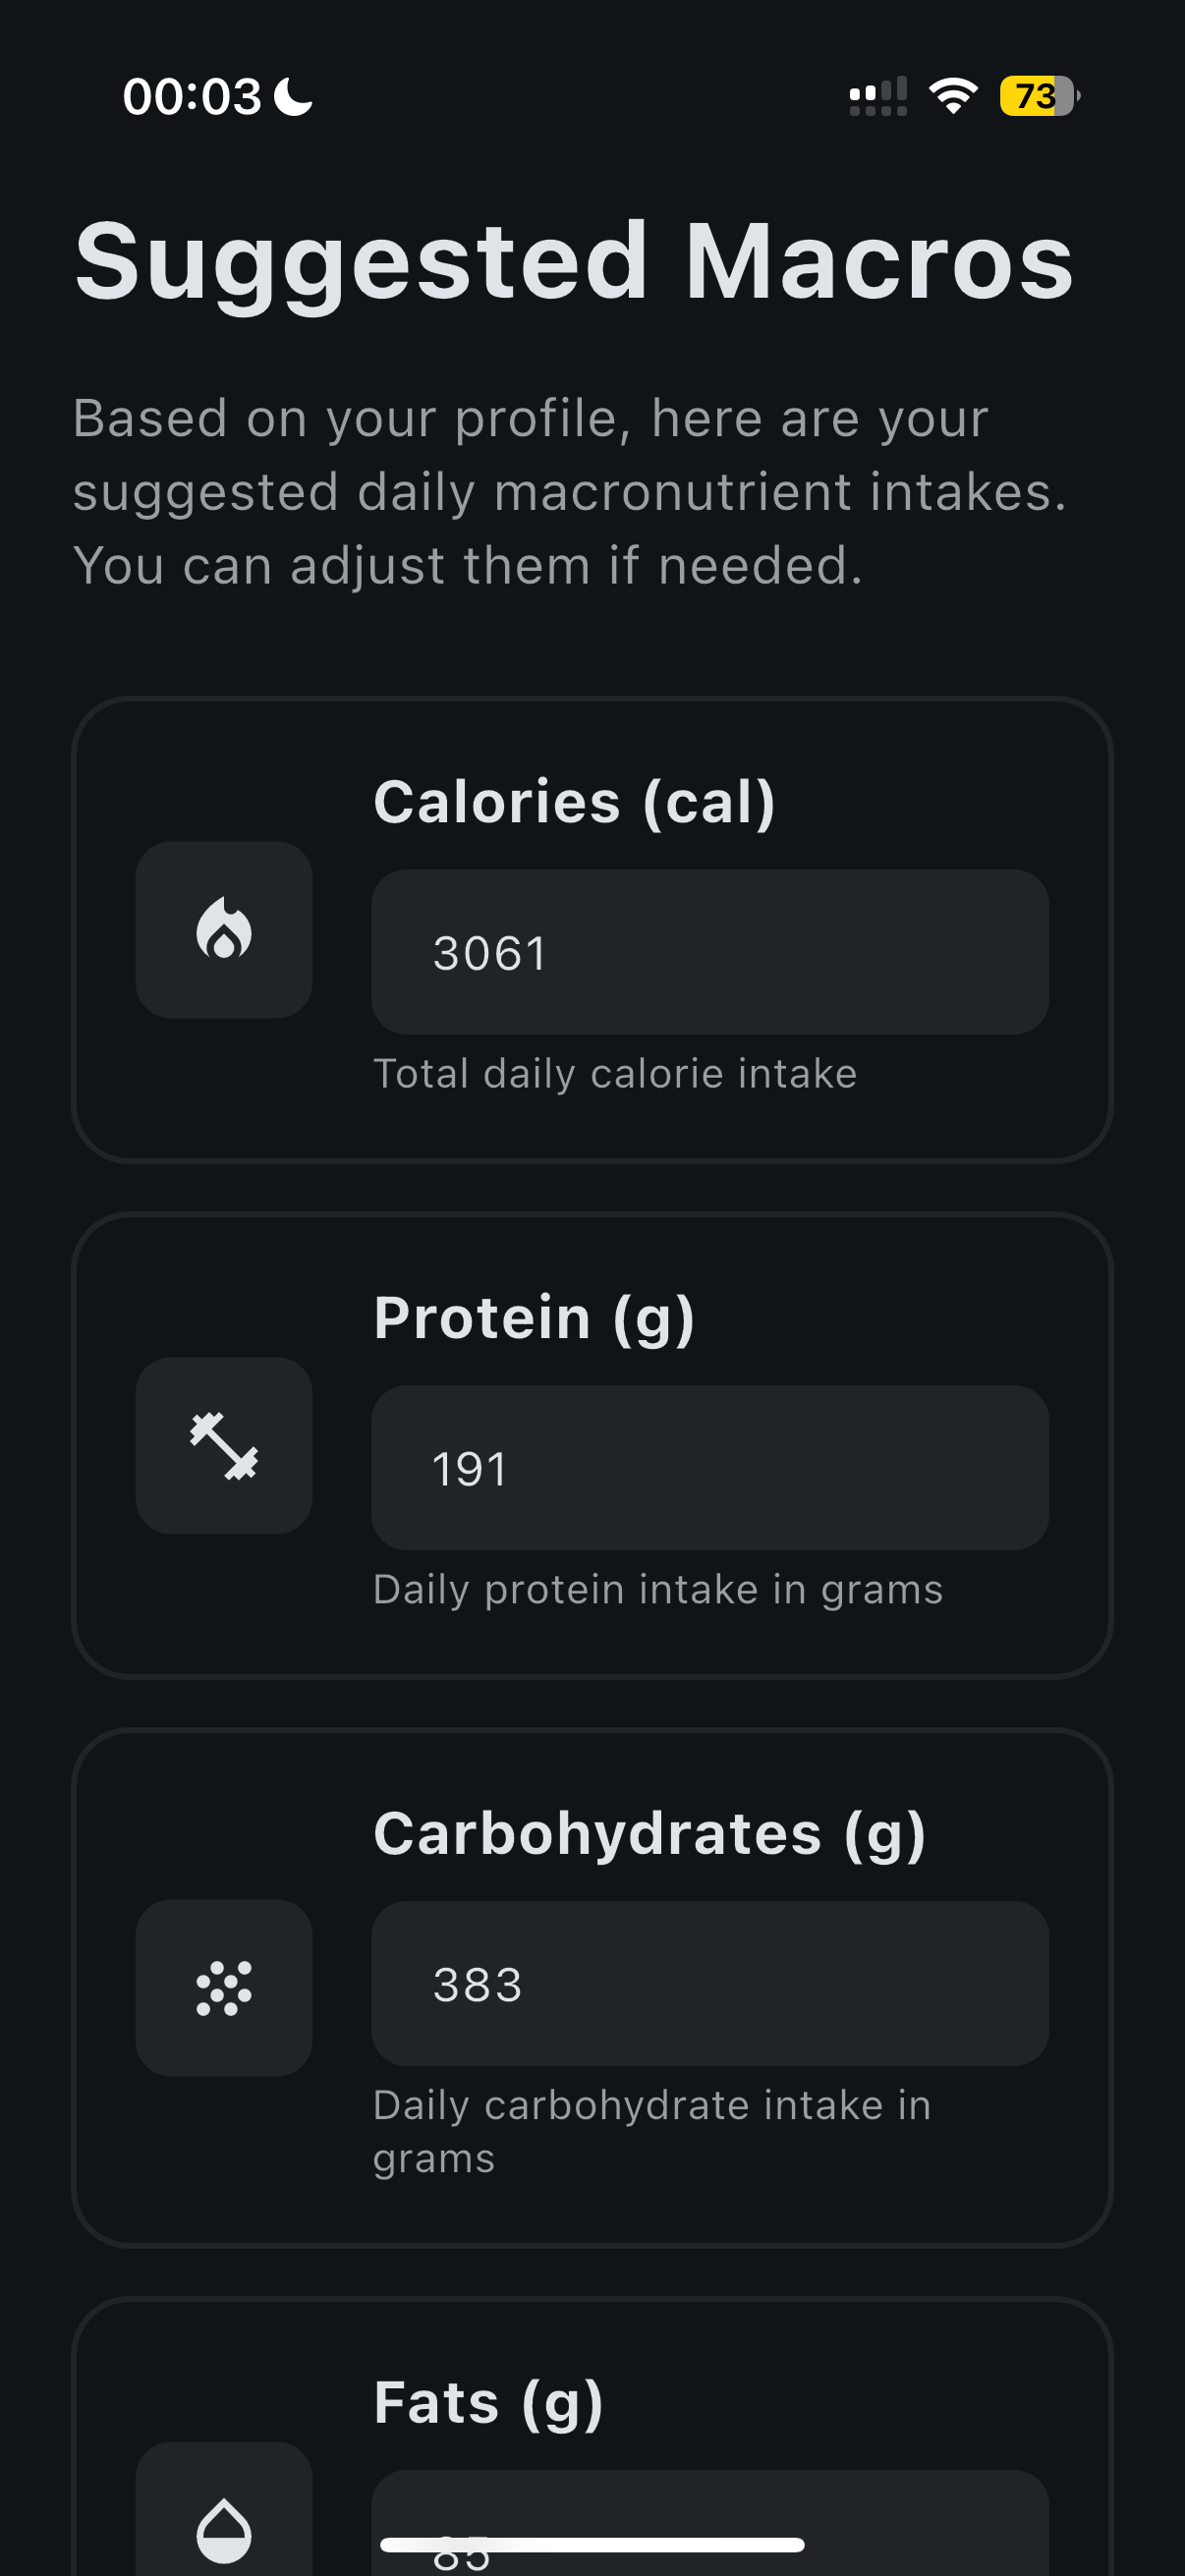 00:03
73
Suggested Macros
Based on your profile, here are your
suggested daily macronutrient intakes.
You can adjust them if needed.
Calories (cal)
3061
Total daily calorie intake
Protein (g)
191
Daily protein intake in grams
Carbohydrates (g)
383
Daily carbohydrate intake in
grams
Fats (g)
85